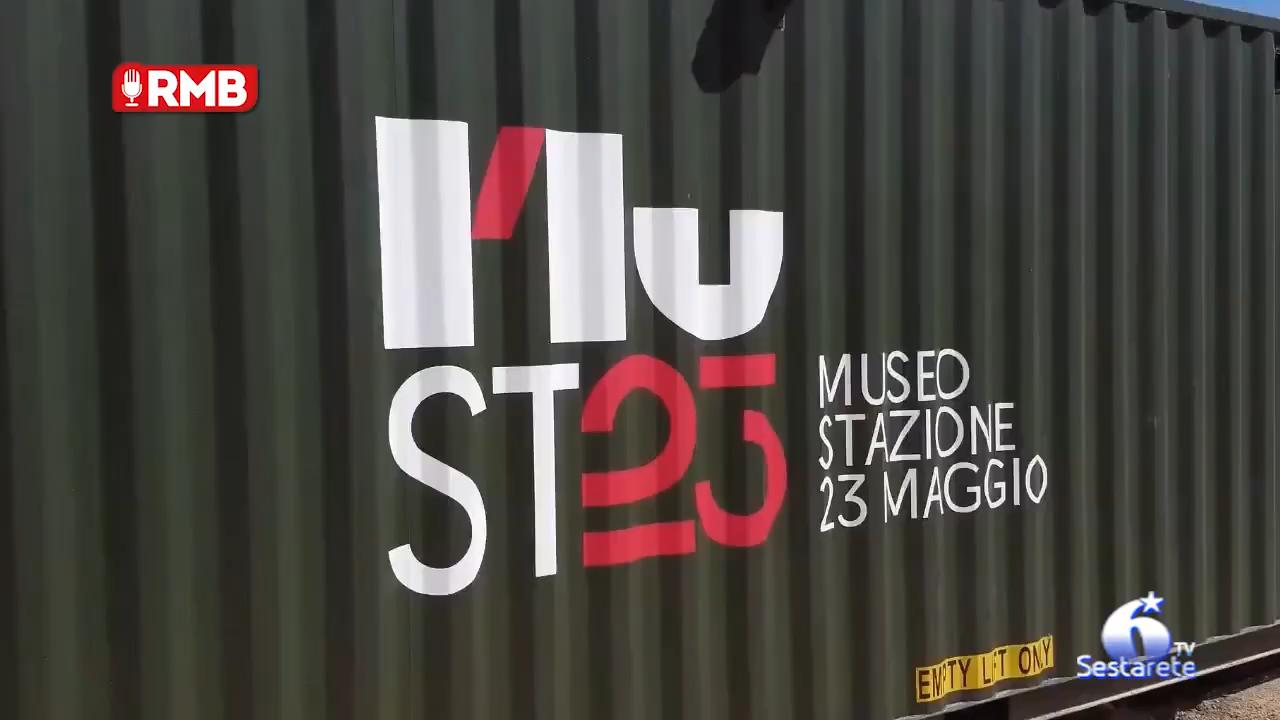 RMB
MU
ST23
MUSEO
STAZIONE
23 MAGGIO
EMPTY LIFT ONLY
6 TV
Sestarete